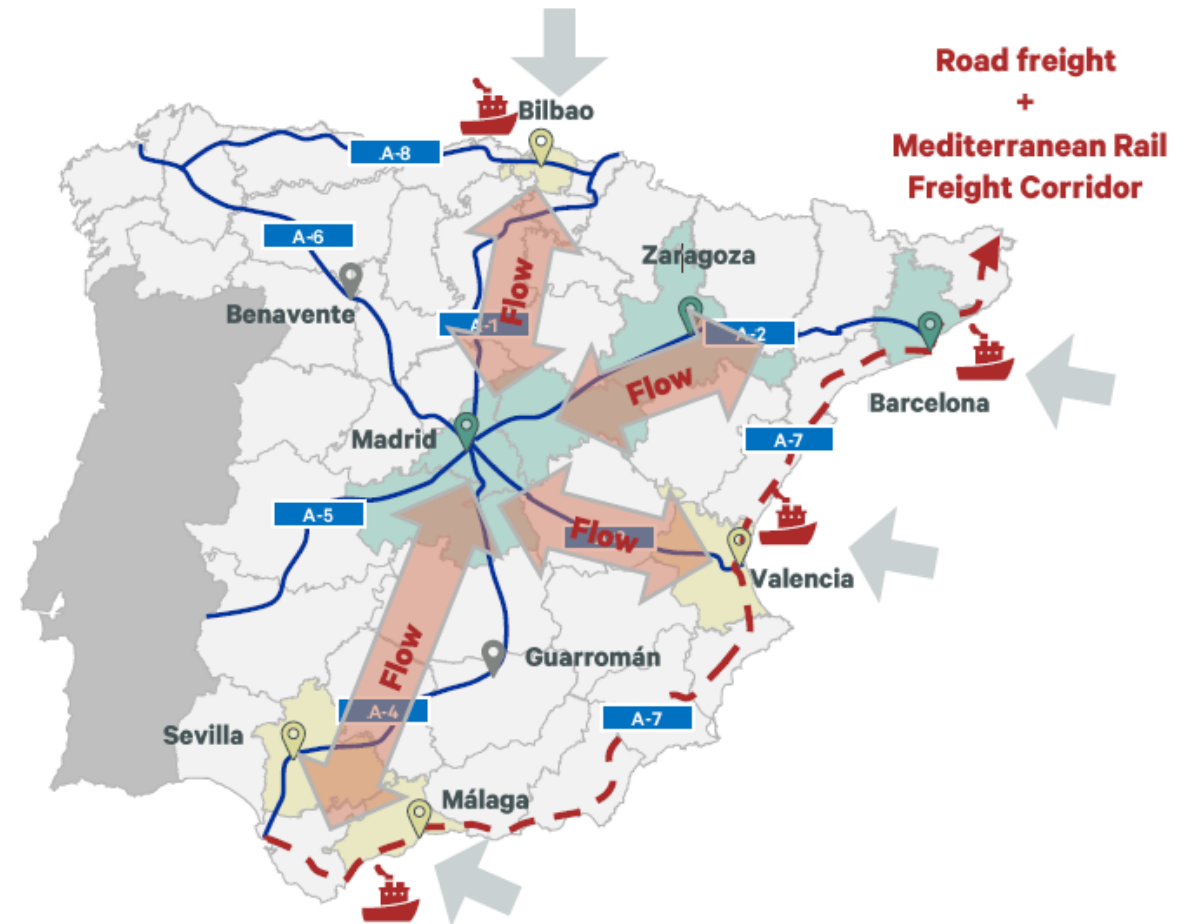 Road freight
+
Mediterranean Rail
Freight Corridor
Bilbao
A-8
A-6
Zaragoza
Benavente
Flow
A-1
A-2
Flow
Barcelona
Madrid
A-7
A-5
Flow
Valencia
Flow
Guarromán
A-4
A-7
Sevilla
Málaga